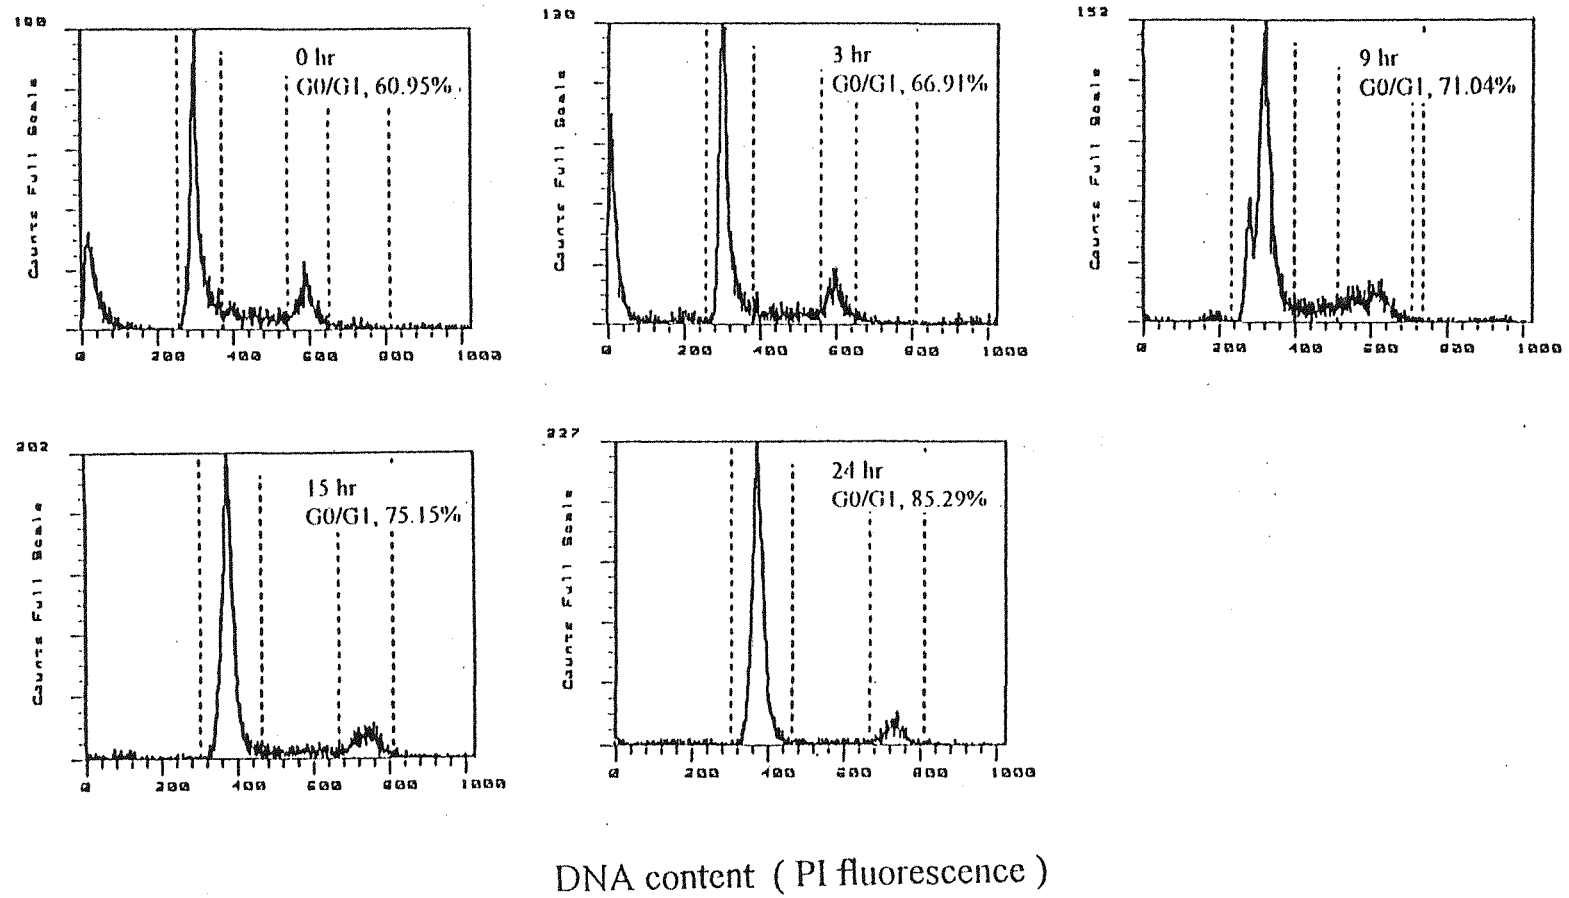 190
Counts Full Scale
0 hr
G0/G1, 60.95%
0 200 400 600 800 1000
130
Counts Full Scale
3 hr
G0/G1, 66.91%
0 200 400 600 800 1000
152
Counts Full Scale
9 hr
G0/G1, 71.04%
0 200 400 600 800 1000
202
Counts Full Scale
15 hr
G0/G1, 75.15%
0 200 400 600 800 1000
227
Counts Full Scale
24 hr
G0/G1, 85.29%
0 200 400 600 800 1000
DNA content ( PI fluorescence )